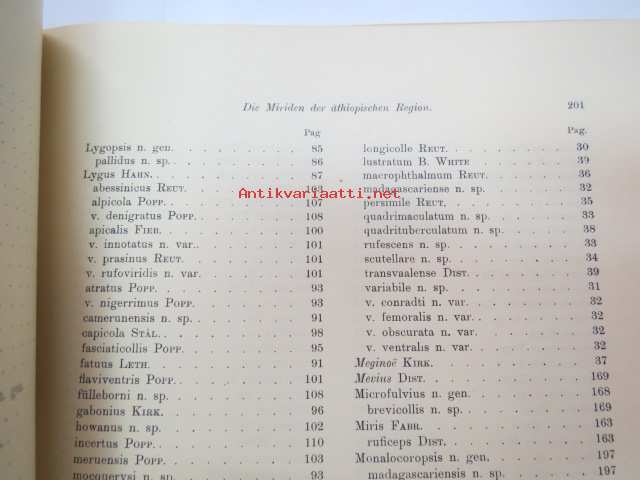 Die Miriden der äthiopischen Region. 201
Pag
Lygopsis n. gen. 85
pallidus n. sp. 86
Lygus HAHN. 87
abessinicus REUT. 103
alpicola POPP. 107
v. denigratus POPP. 108
apicalis FIEB. 100
v. innotatus n. var. 101
v. prasinus REUT. 101
v. rufoviridis n. var. 101
atratus POPP. 93
v. nigerrimus POPP. 93
camerunensis n. sp. 91
capicola STÅL. 98
fasciaticollis POPP. 95
fatuus LETH. 91
flaviventris POPP. 101
fülleborni n. sp. 108
gabonius KIRK. 96
howanus n. sp. 102
incertus POPP. 110
meruensis POPP. 103
mocquerysi n. sp. 93
Pag.
longicolle REUT. 30
lustratum B. WHITE 39
macrophthalmum REUT. 36
madagascariense n. sp. 32
persimile REUT. 35
quadrimaculatum n. sp. 33
quadrituberculatum n. sp. 38
rufescens n. sp. 33
scutellare n. sp. 34
transvaalense DIST. 39
variabile n. sp. 31
v. conradti n. var. 32
v. femoralis n. var. 32
v. obscurata n. var. 32
v. ventralis n. var. 32
Meginoë KIRK. 37
Mevius DIST. 169
Microfulvius n. gen. 168
brevicollis n. sp. 169
Miris FABR. 163
ruficeps DIST. 163
Monalocoropsis n. gen. 197
madagascariensis n. sp. 197
Antikvariaatti.net